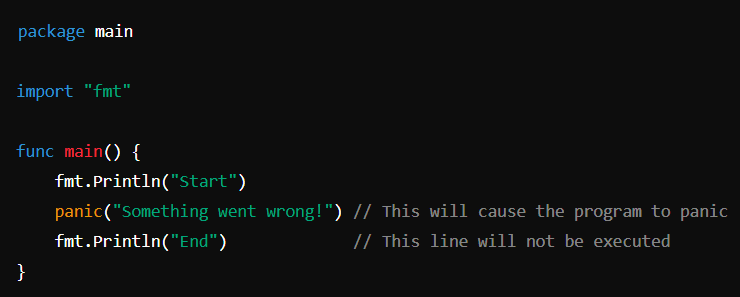 package main
import "fmt"
func main() {
    fmt.Println("Start")
    panic("Something went wrong!") // This will cause the program to panic
    fmt.Println("End")             // This line will not be executed
}